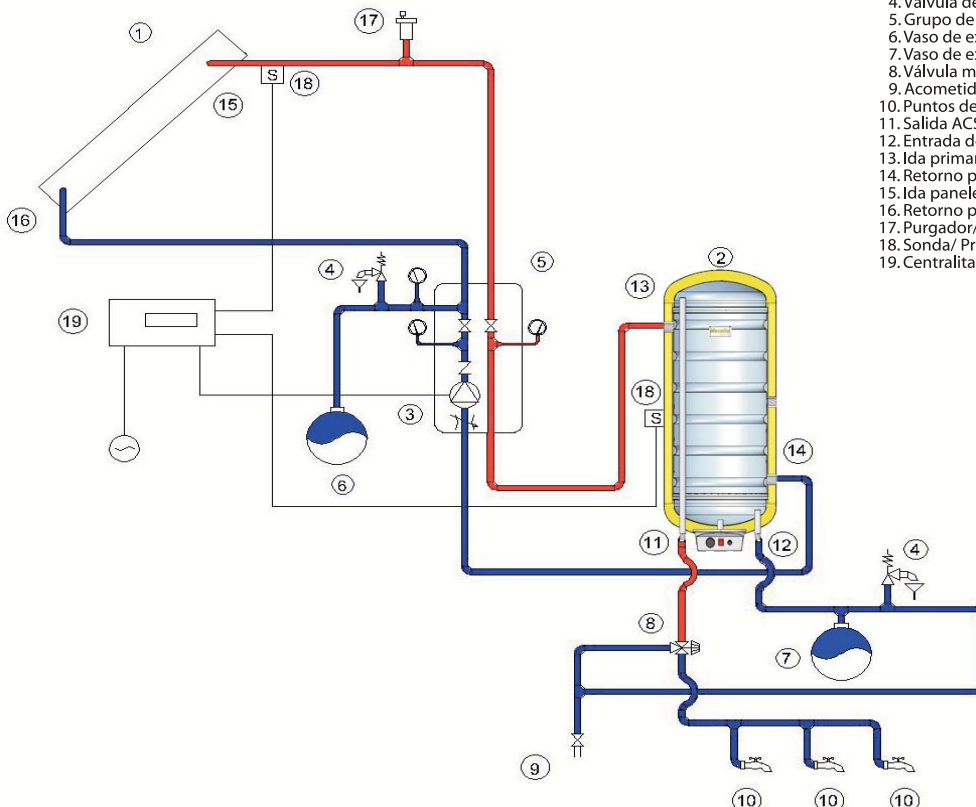 4. Válvula de
5. Grupo de
6. Vaso de ex
7. Vaso de ex
8. Válvula m
9. Acometid
10. Puntos de
11. Salida ACS
12. Entrada d
13. Ida primar
14. Retorno p
15. Ida panele
16. Retorno p
17. Purgador/
18. Sonda/ Pr
19. Centralita
1
17
S
18
15
16
4
5
2
13
19
3
18
S
6
14
11
12
4
8
7
9
10
10
10